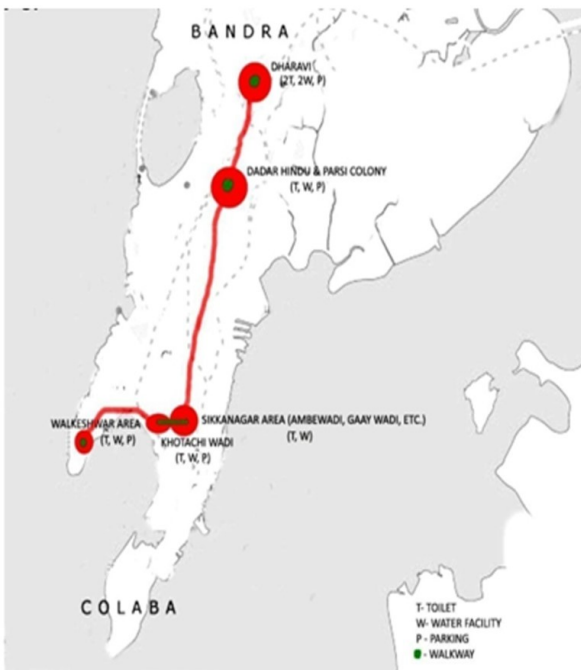 BANDRA
DHARAVI
(2T, 2W, P)
DADAR HINDU & PARSI COLONY
(T, W, P)
WALKESHWAR AREA
(T, W, P)
SIKKANAGAR AREA (AMBEWADI, GAAY WADI, ETC.)
(T, W)
KHOTACHI WADI
(T, W, P)
COLABA
T- TOILET
W- WATER FACILITY
P - PARKING
- WALKWAY